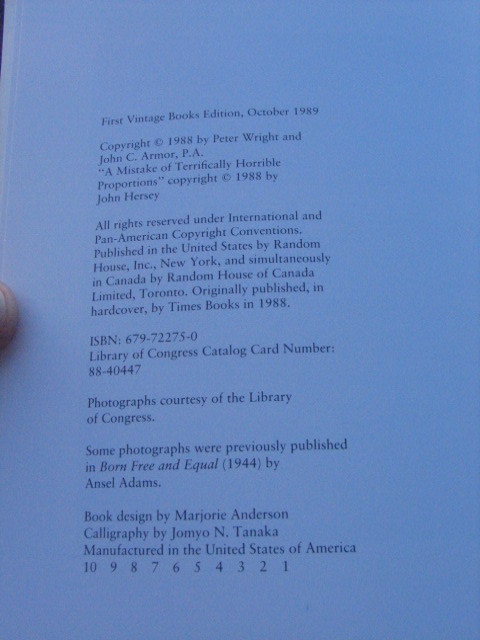 First Vintage Books Edition, October 1989
Copyright © 1988 by Peter Wright and
John C. Armor, P.A.
"A Mistake of Terrifically Horrible
Proportions" copyright © 1988 by
John Hersey
All rights reserved under International and
Pan-American Copyright Conventions.
Published in the United States by Random
House, Inc., New York, and simultaneously
in Canada by Random House of Canada
Limited, Toronto. Originally published, in
hardcover, by Times Books in 1988.
ISBN: 679-72275-0
Library of Congress Catalog Card Number:
88-40447
Photographs courtesy of the Library
of Congress.
Some photographs were previously published
in Born Free and Equal (1944) by
Ansel Adams.
Book design by Marjorie Anderson
Calligraphy by Jomyo N. Tanaka
Manufactured in the United States of America
10 9 8 7 6 5 4 3 2 1